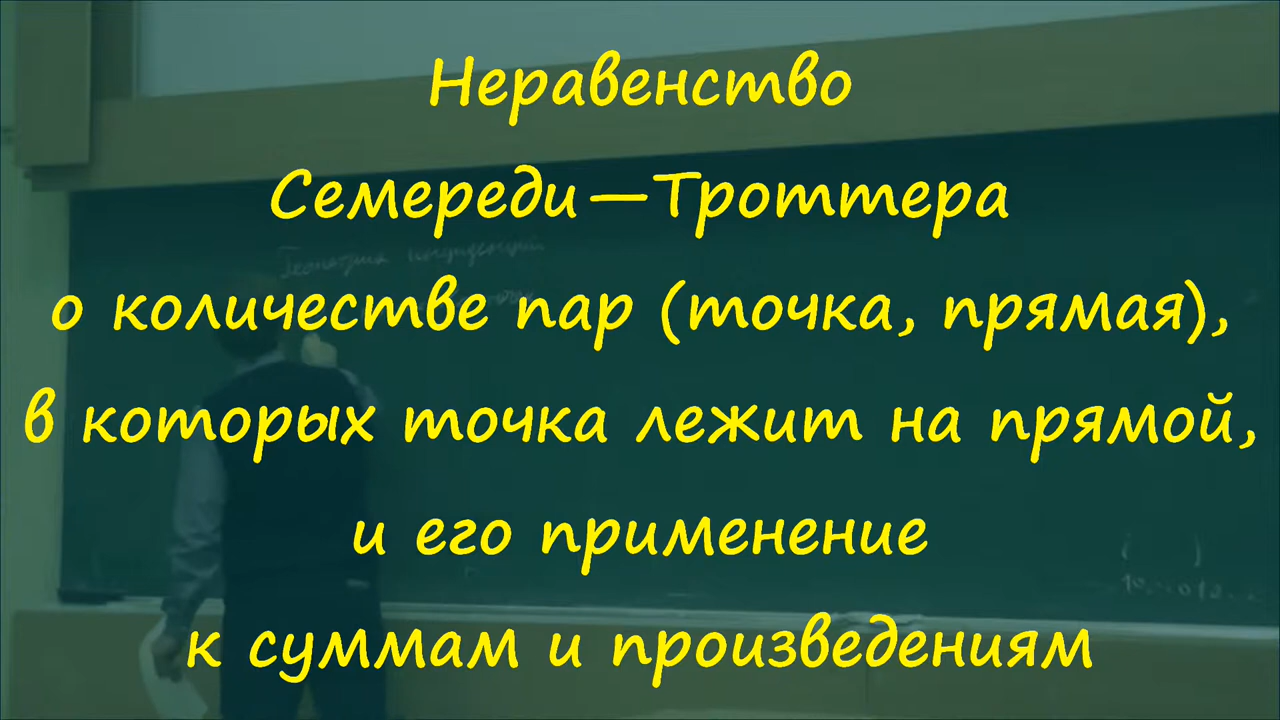 Неравенство
Семереди—Троттера
о количестве пар (точка, прямая),
в которых точка лежит на прямой,
и его применение
к суммам и произведениям